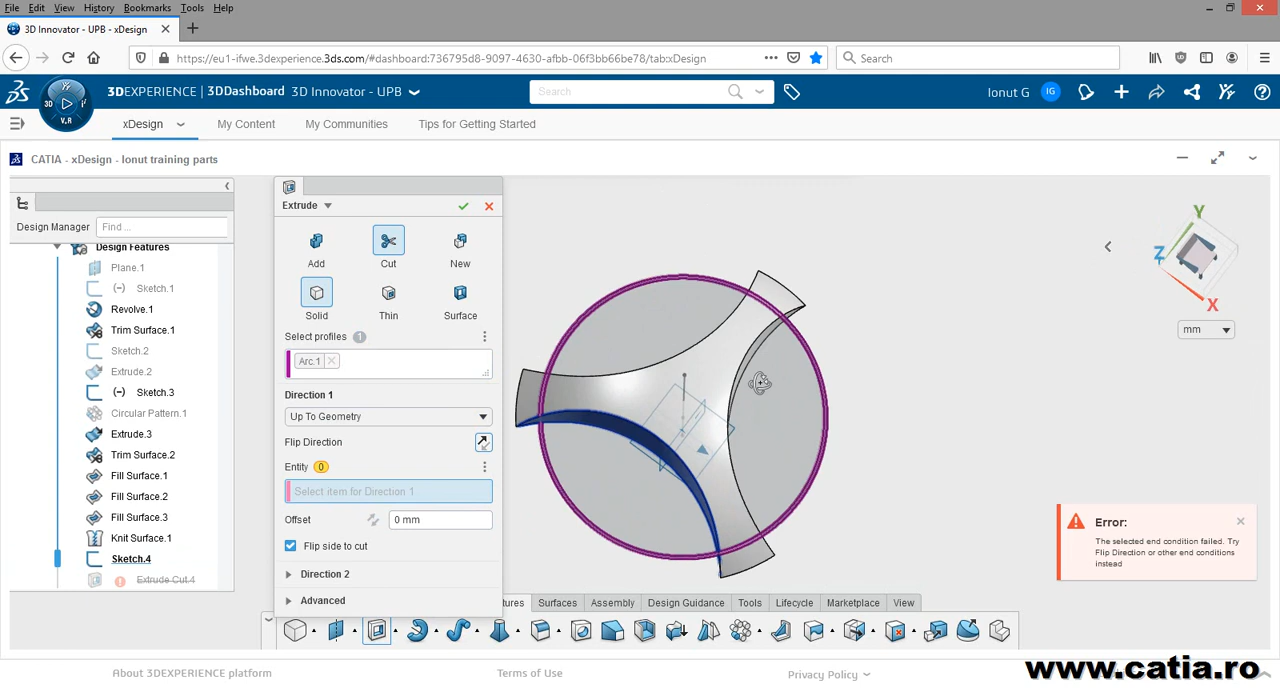 File Edit View History Bookmarks Tools Help
3D Innovator - UPB - xDesign
https://eu1-ifwe.3dexperience.3ds.com/#dashboard:736795d8-9097-4630-afbb-06f3bb66be78/tab:xDesign
Search
3DEXPERIENCE | 3DDashboard 3D Innovator - UPB
Search
Ionut G IG
3D V.R
xDesign My Content My Communities Tips for Getting Started
CATIA - xDesign - Ionut training parts
Design Manager Find ...
Design Features
Plane.1
(-) Sketch.1
Revolve.1
Trim Surface.1
Sketch.2
Extrude.2
(-) Sketch.3
Circular Pattern.1
Extrude.3
Trim Surface.2
Fill Surface.1
Fill Surface.2
Fill Surface.3
Knit Surface.1
Sketch.4
Extrude Cut.4
Extrude
Add Cut New
Solid Thin Surface
Select profiles 1
Arc.1
Direction 1
Up To Geometry
Flip Direction
Entity 0
Select item for Direction 1
Offset 0 mm
Flip side to cut
Direction 2
Advanced
Y
Z
X
mm
Error:
The selected end condition failed. Try
Flip Direction or other end conditions
instead
tures Surfaces Assembly Design Guidance Tools Lifecycle Marketplace View
About 3DEXPERIENCE platform Terms of Use Privacy Policy
www.catia.ro